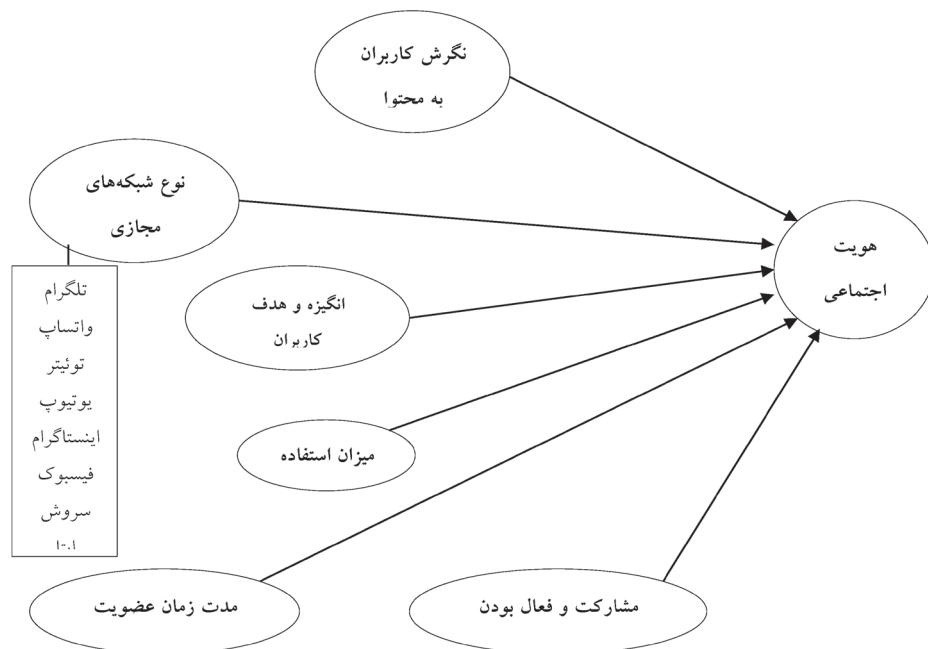 نگرش کاربران
به محتوا
نوع شبکه‌های
مجازی
هویت
اجتماعی
تلگرام
واتساپ
توئیتر
یوتیوپ
اینستاگرام
فیسبوک
سروش
انگیزه و هدف
کاربران
میزان استفاده
مدت زمان عضویت
مشارکت و فعال بودن